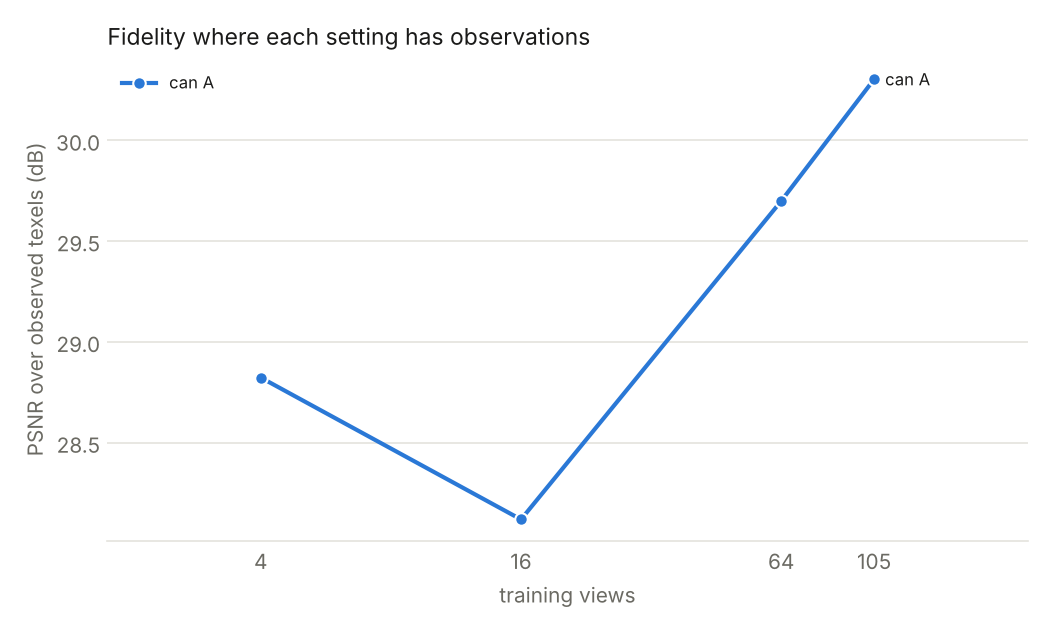 Fidelity where each setting has observations
can A
can A
30.0
29.5
29.0
28.5
PSNR over observed texels (dB)
4 16 64 105
training views